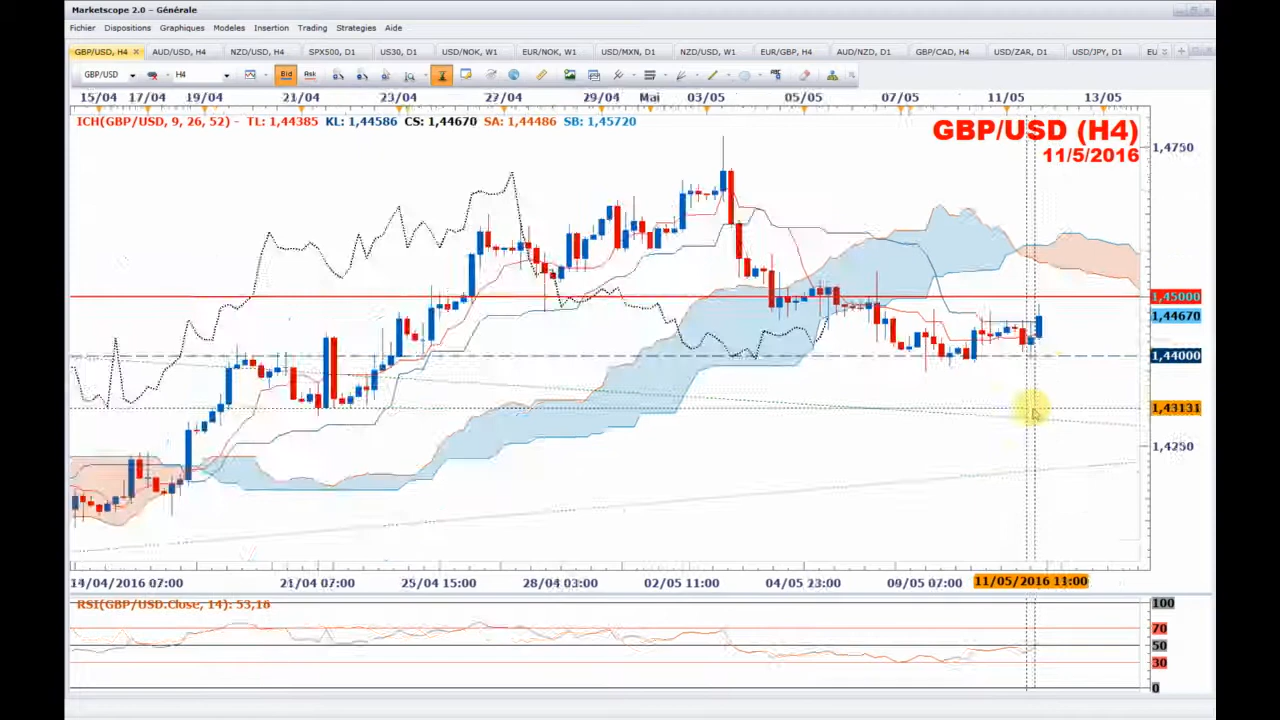 Marketscope 2.0 - Générale
Fichier Dispositions Graphiques Modeles Insertion Trading Strategies Aide
GBP/USD, H4 AUD/USD, H4 NZD/USD, H4 SPX500, D1 US30, D1 USD/NOK, W1 EUR/NOK, W1 USD/MXN, D1 NZD/USD, W1 EUR/GBP, H4 AUD/NZD, D1 GBP/CAD, H4 USD/ZAR, D1 USD/JPY, D1 EU
GBP/USD H4 Bid Ask
15/04 17/04 19/04 21/04 23/04 27/04 29/04 Mai 03/05 05/05 07/05 11/05 13/05
ICH(GBP/USD, 9, 26, 52) - TL: 1,44385 KL: 1,44586 CS: 1,44670 SA: 1,44486 SB: 1,45720
GBP/USD (H4)
11/5/2016
1,4750
1,45000
1,44670
1,44000
1,43131
1,4250
14/04/2016 07:00 21/04 07:00 25/04 15:00 28/04 03:00 02/05 11:00 04/05 23:00 09/05 07:00 11/05/2016 11:00
RSI(GBP/USD.Close, 14): 53,16
100
70
50
30
0